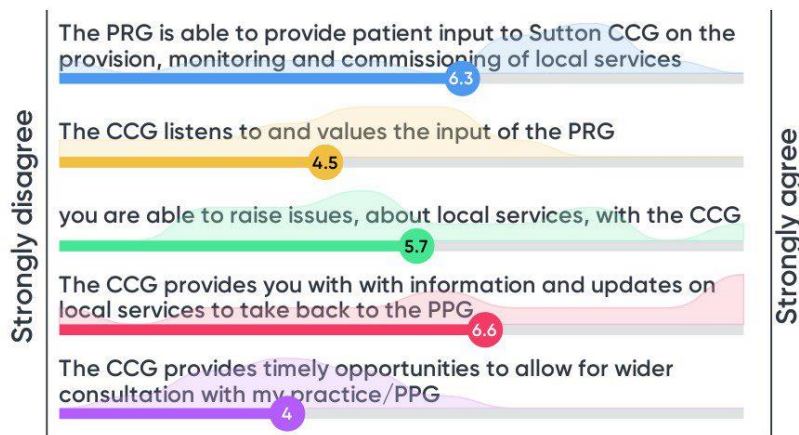 The PRG is able to provide patient input to Sutton CCG on the
provision, monitoring and commissioning of local services
6.3
The CCG listens to and values the input of the PRG
4.5
you are able to raise issues, about local services, with the CCG
5.7
The CCG provides you with with information and updates on
local services to take back to the PPG
6.6
The CCG provides timely opportunities to allow for wider
consultation with my practice/PPG
4
Strongly disagree
Strongly agree